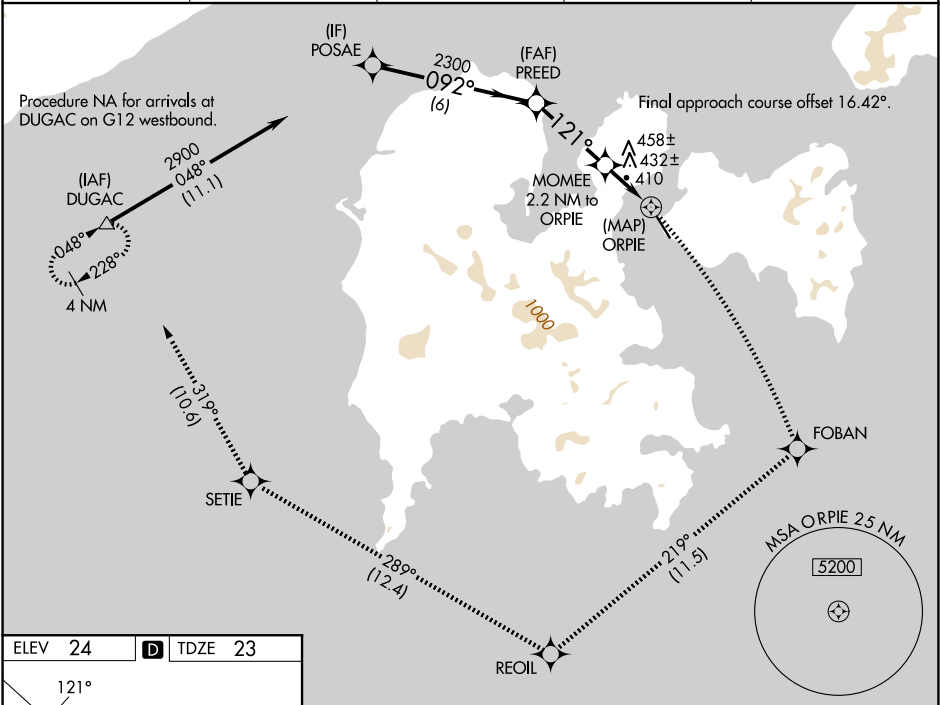 (IF)
POSAE
2300
092°
(6)
(FAF)
PREED
Procedure NA for arrivals at
DUGAC on G12 westbound.
Final approach course offset 16.42°.
121°
458±
432±
410
2900
048°
(11.1)
(IAF)
DUGAC
MOMEE
2.2 NM to
ORPIE
(MAP)
ORPIE
048°
228°
4 NM
1000
319°
(10.6)
FOBAN
SETIE
289°
(12.4)
219°
(11.5)
MSA ORPIE 25 NM
5200
REOIL
ELEV 24 D TDZE 23
121°